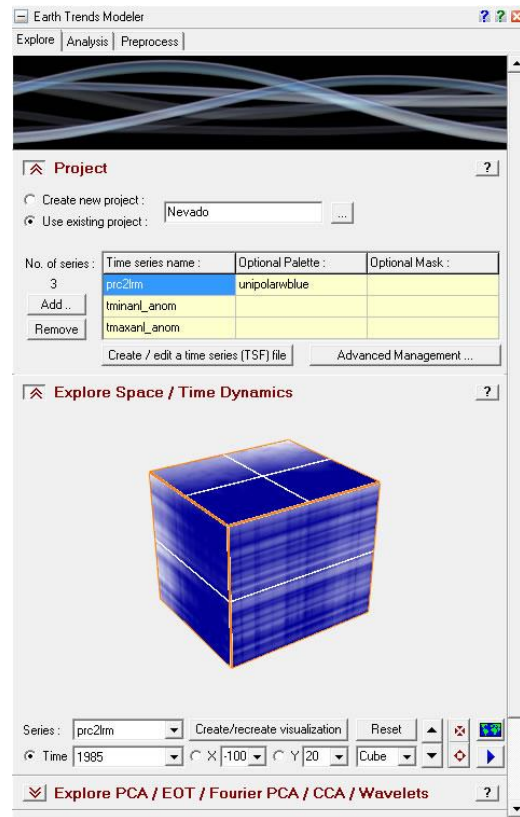 Earth Trends Modeler ? ?
Explore Analysis Preprocess
Project ?
Create new project :
Use existing project : Nevado ...
No. of series : Time series name : Optional Palette : Optional Mask :
3 prc2lrm unipolarwblue
Add .. tminanl_anom
Remove tmaxanl_anom
Create / edit a time series (TSF) file Advanced Management ...
Explore Space / Time Dynamics ?
Series : prc2lrm Create/recreate visualization Reset
Time 1985 X -100 Y 20 Cube
Explore PCA / EOT / Fourier PCA / CCA / Wavelets ?